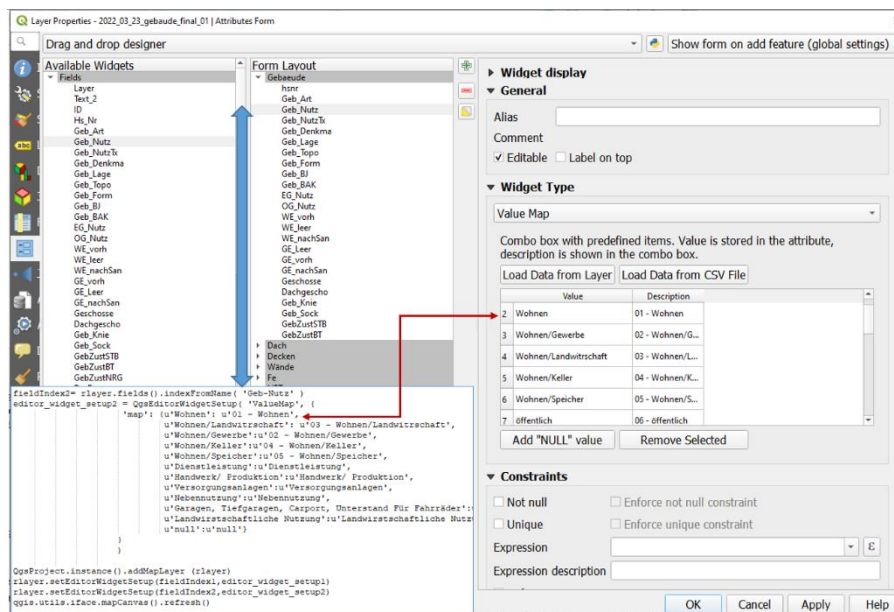 Layer Properties - 2022_03_23_gebaude_final_01 | Attributes Form
Drag and drop designer
Show form on add feature (global settings)
Available Widgets
Fields
Layer
Text_2
ID
Hs_Nr
Geb_Art
Geb_Nutz
Geb_NutzTx
Geb_Denkma
Geb_Lage
Geb_Topo
Geb_Form
Geb_BJ
Geb_BAK
EG_Nutz
OG_Nutz
WE_vorh
WE_leer
WE_nachSan
GE_vorh
GE_Leer
GE_nachSan
Geschosse
Dachgescho
Geb_Knie
Geb_Sock
GebZustSTB
GebZustBT
GebZustNRG
Form Layout
Gebaeude
hsnr
Geb_Art
Geb_Nutz
Geb_NutzTx
Geb_Denkma
Geb_Lage
Geb_Topo
Geb_Form
Geb_BJ
Geb_BAK
EG_Nutz
OG_Nutz
WE_vorh
WE_leer
WE_nachSan
GE_Leer
GE_vorh
GE_nachSan
Geschosse
Dachgescho
Geb_Knie
Geb_Sock
GebZustSTB
GebZustBT
Dach
Decken
Wände
Fe
Widget display
General
Alias
Comment
Editable Label on top
Widget Type
Value Map
Combo box with predefined items. Value is stored in the attribute,
description is shown in the combo box.
Load Data from Layer Load Data from CSV File
Value Description
2 Wohnen 01 - Wohnen
3 Wohnen/Gewerbe 02 - Wohnen/G...
4 Wohnen/Landwitrschaft 03 - Wohnen/L...
5 Wohnen/Keller 04 - Wohnen/K...
6 Wohnen/Speicher 05 - Wohnen/S...
7 öffentlich 06 - öffentlich
Add "NULL" value Remove Selected
Constraints
Not null Enforce not null constraint
Unique Enforce unique constraint
Expression ε
Expression description
OK Cancel Apply Help
fieldIndex2= rlayer.fields().indexFromName( 'Geb-Nutz' )
editor_widget_setup2 = QgsEditorWidgetSetup( 'ValueMap', {
'map': {u'Wohnen': u'01 - Wohnen',
u'Wohnen/Landwitrschaft': u'03 - Wohnen/Landwitrschaft',
u'Wohnen/Gewerbe':u'02 - Wohnen/Gewerbe',
u'Wohnen/Keller':u'04 - Wohnen/Keller',
u'Wohnen/Speicher':u'05 - Wohnen/Speicher',
u'Dienstleistung':u'Dienstleistung',
u'Handwerk/ Produktion':u'Handwerk/ Produktion',
u'Versorgungsanlagen':u'Versorgungsanlagen',
u'Nebennutzung':u'Nebennutzung',
u'Garagen, Tiefgaragen, Carport, Unterstand Für Fahrräder':u
u'Landwirstschaftliche Nutzung':u'Landwirstschaftliche Nutz
u'null':u'null'}
}
)
QgsProject.instance().addMapLayer (rlayer)
rlayer.setEditorWidgetSetup(fieldIndex1,editor_widget_setup1)
rlayer.setEditorWidgetSetup(fieldIndex2,editor_widget_setup2)
qgis.utils.iface.mapCanvas().refresh()